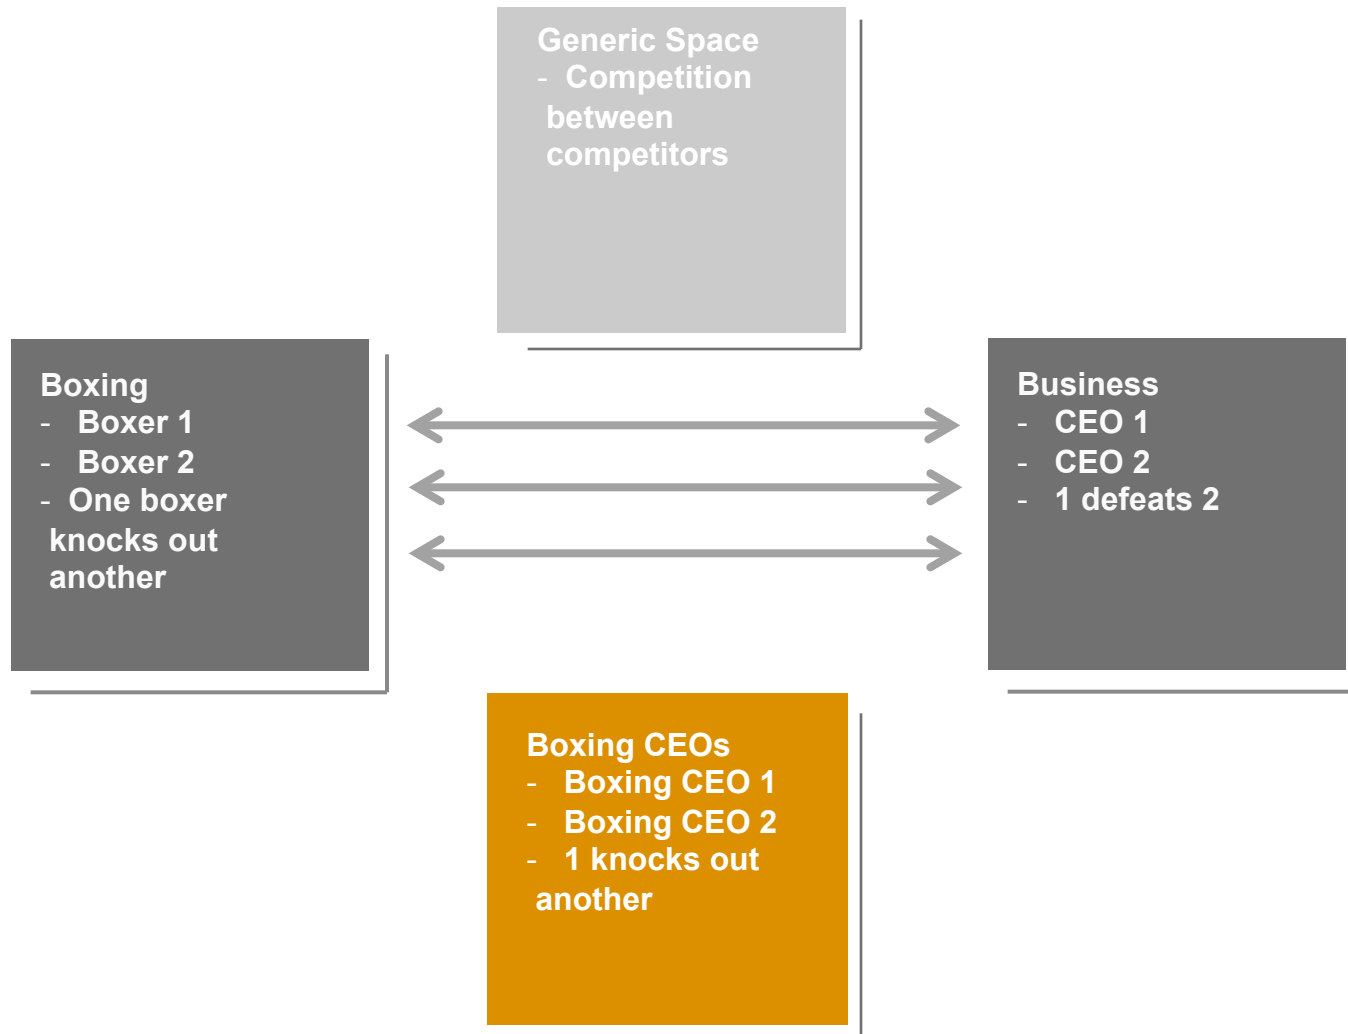 Generic Space
- Competition
between
competitors
Boxing
- Boxer 1
- Boxer 2
- One boxer
knocks out
another
Business
- CEO 1
- CEO 2
- 1 defeats 2
Boxing CEOs
- Boxing CEO 1
- Boxing CEO 2
- 1 knocks out
another